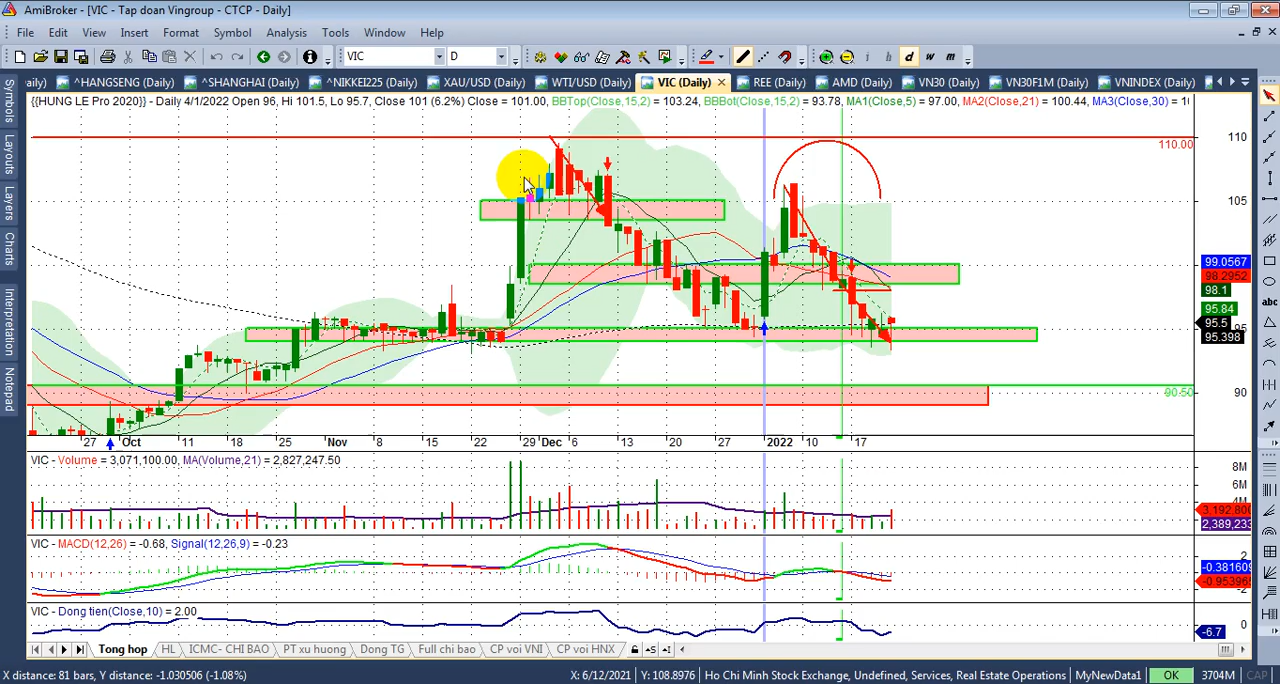 AmiBroker - [VIC - Tap doan Vingroup - CTCP - Daily]
File Edit View Insert Format Symbol Analysis Tools Window Help
VIC D i h d w m
aily) ^HANGSENG (Daily) ^SHANGHAI (Daily) ^NIKKEI225 (Daily) XAU/USD (Daily) WTI/USD (Daily) VIC (Daily) REE (Daily) AMD (Daily) VN30 (Daily) VN30F1M (Daily) VNINDEX (Daily)
{{HUNG LE Pro 2020}} - Daily 4/1/2022 Open 96, Hi 101.5, Lo 95.7, Close 101 (6.2%) Close = 101.00, BBTop(Close,15,2) = 103.24, BBBot(Close,15,2) = 93.78, MA1(Close,5) = 97.00, MA2(Close,21) = 100.44, MA3(Close,30) = 1
Symbols
Layouts
Layers
Charts
Interpretation
Notepad
abc
110
110.00
105
99.0567
98.2952
98.1
95.84
95.5
95
95.398
90.50
90
27 Oct 11 18 25 Nov 8 15 22 29 Dec 6 13 20 27 2022 10 17
VIC - Volume = 3,071,100.00, MA(Volume,21) = 2,827,247.50
8M
6M
4M
3,192,800
2,389,233
VIC - MACD(12,26) = -0.68, Signal(12,26,9) = -0.23
2
-0.381609
-0.953965
-2
VIC - Dong tien(Close,10) = 2.00
0
-6.7
Tong hop HL ICMC- CHI BAO PT xu huong Dong TG Full chi bao CP voi VNI CP voi HNX
X distance: 81 bars, Y distance: -1.030506 (-1.08%) X: 6/12/2021 Y: 108.8976 Ho Chi Minh Stock Exchange, Undefined, Services, Real Estate Operations MyNewData1 OK 3704M CAP